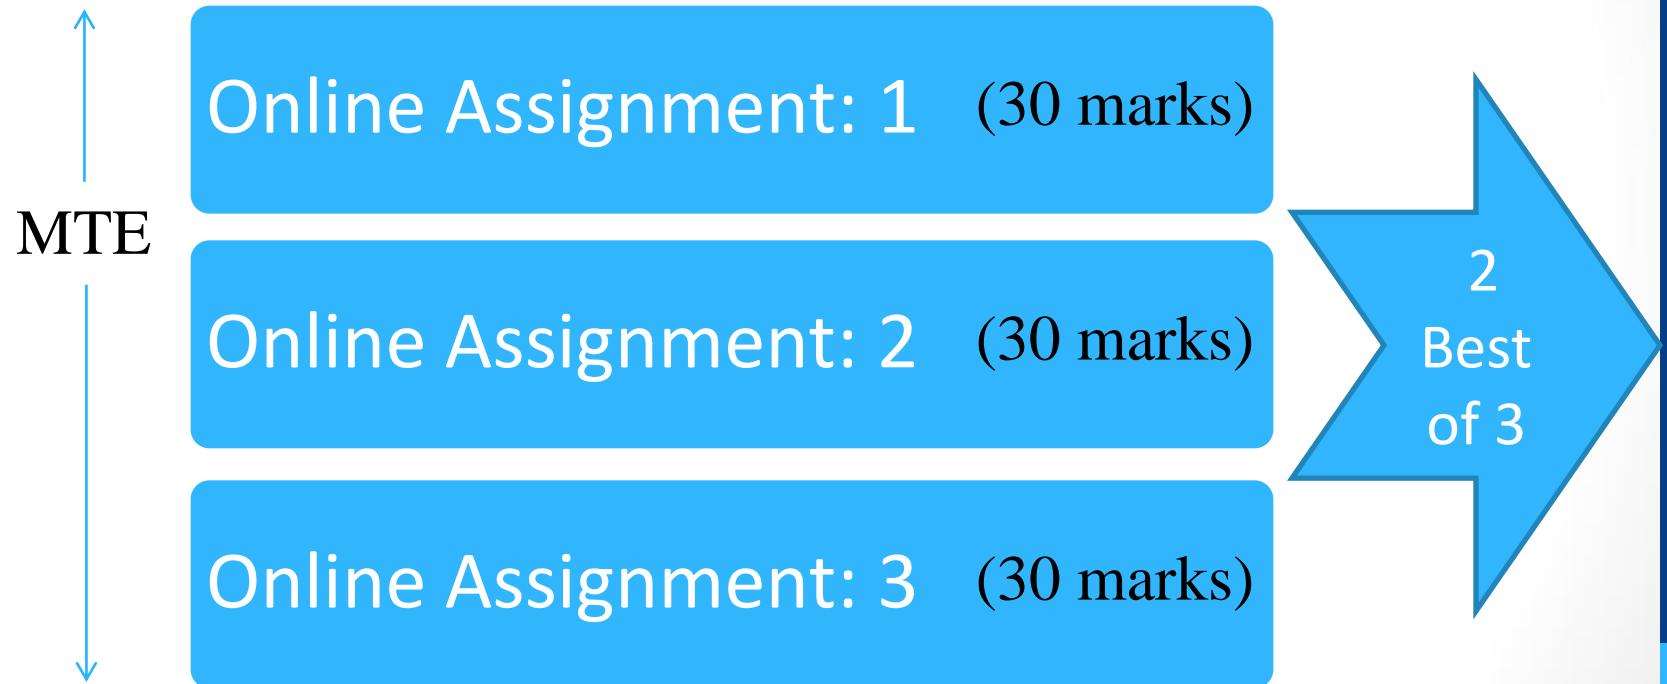 Online Assignment: 1 (30 marks)
MTE
Online Assignment: 2 (30 marks)
Online Assignment: 3 (30 marks)
2
Best
of 3